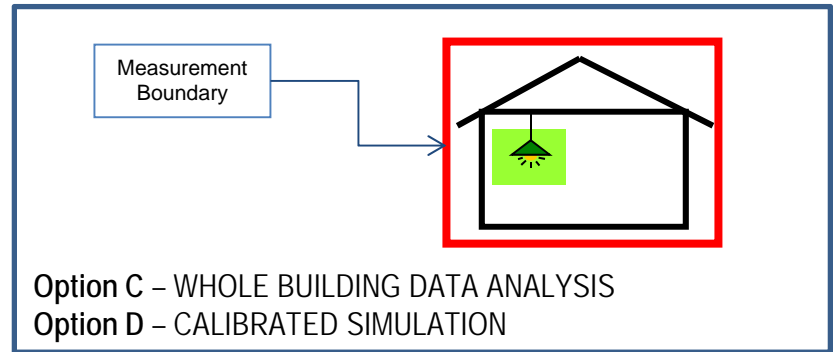 Measurement
Boundary
Option C – WHOLE BUILDING DATA ANALYSIS
Option D – CALIBRATED SIMULATION